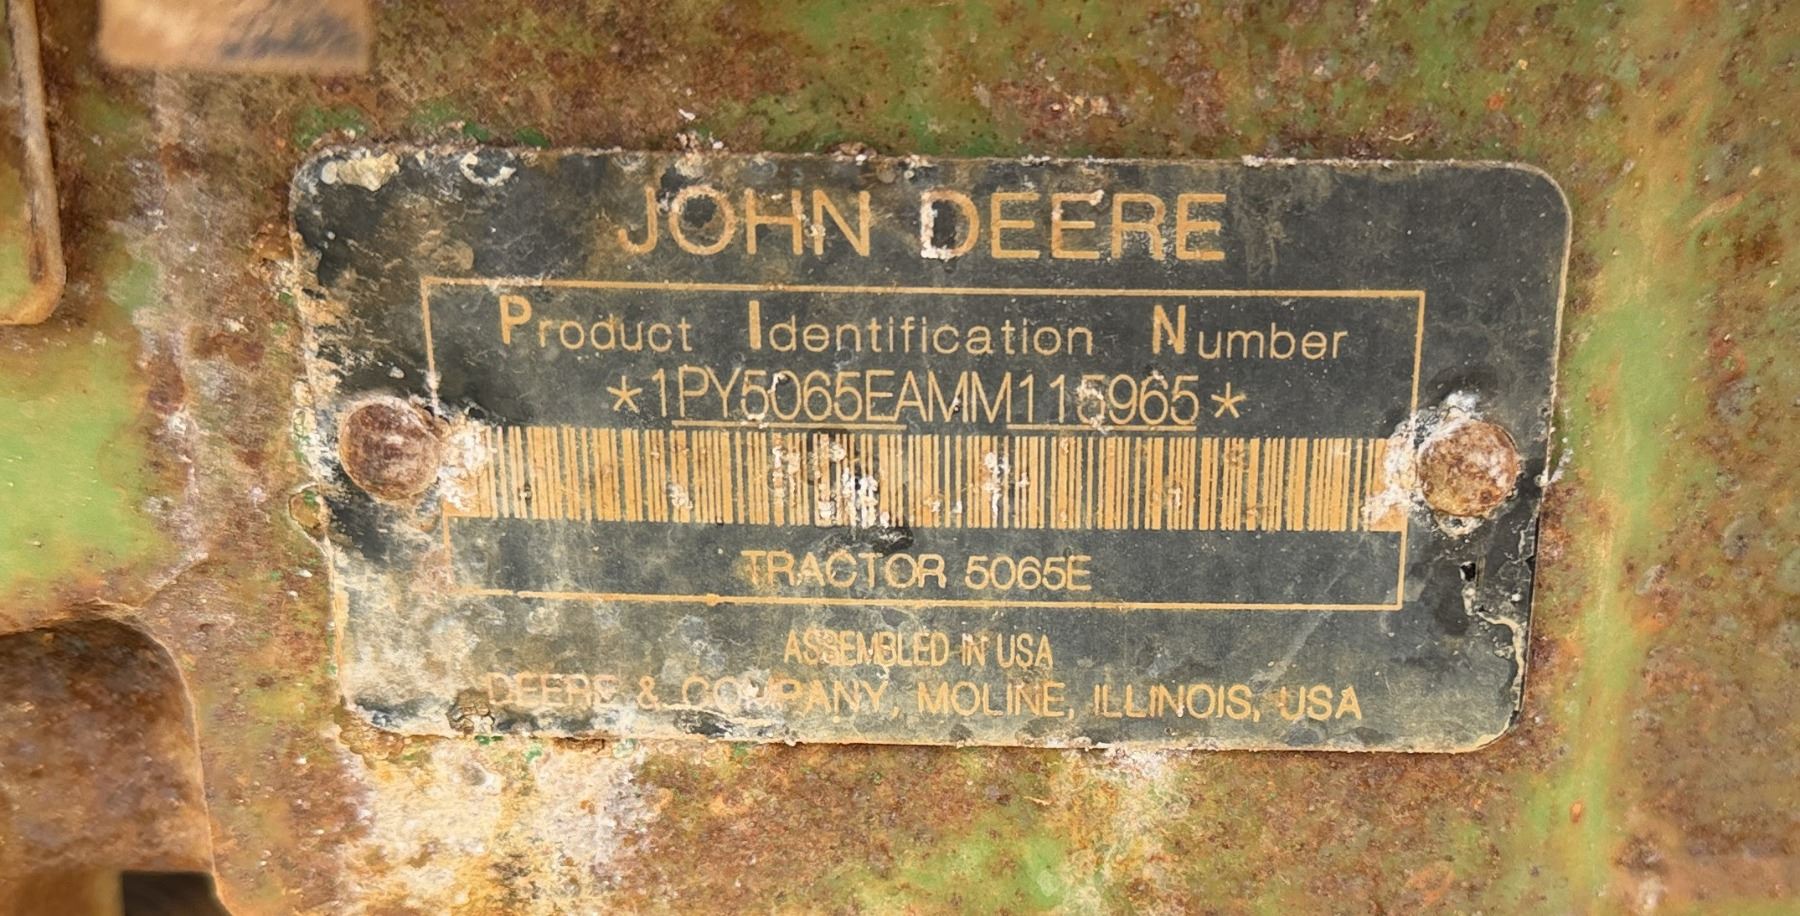 JOHN DEERE
Product Identification Number
*1PY5065EAMM115965*
TRACTOR 5065E
ASSEMBLED IN USA
DEERE & COMPANY, MOLINE, ILLINOIS, USA